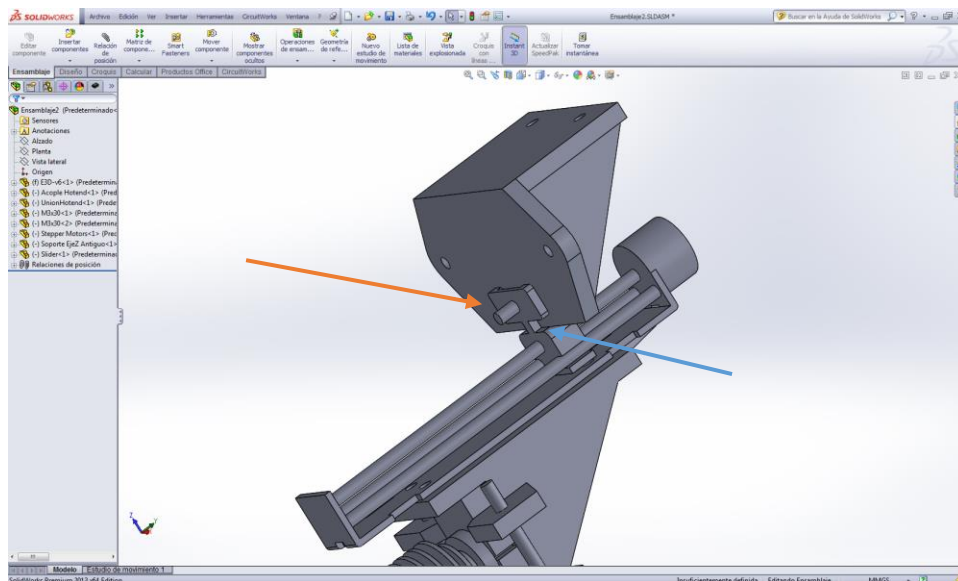 SOLIDWORKS Archivo Edición Ver Insertar Herramientas CircuitWorks Ventana ? Ensamblaje2.SLDASM * Buscar en la Ayuda de SolidWorks
Editar componente
Insertar componentes
Relación de posición
Matriz de compone...
Smart Fasteners
Mover componente
Mostrar componentes ocultos
Operaciones de ensam...
Geometría de refe...
Nuevo estudio de movimiento
Lista de materiales
Vista explosionada
Croquis con líneas ...
Instant 3D
Actualizar SpeedPak
Tomar instantánea
Ensamblaje Diseño Croquis Calcular Productos Office CircuitWorks
Ensamblaje2 (Predeterminado<
Sensores
Anotaciones
Alzado
Planta
Vista lateral
Origen
(f) E3D-v6<1> (Predetermin
(-) Acople Hotend<1> (Pred
(-) UnionHotend<1> (Prede
(-) M3x30<1> (Predetermina
(-) M3x30<2> (Predetermina
(-) Stepper Motors<1> (Prec
(-) Soporte EjeZ Antiguo<1>
(-) Slider<1> (Predeterminad
Relaciones de posición
Modelo Estudio de movimiento 1
SolidWorks Premium 2012 x64 Edition Insuficientemente definida Editando Ensamblaje MMGS